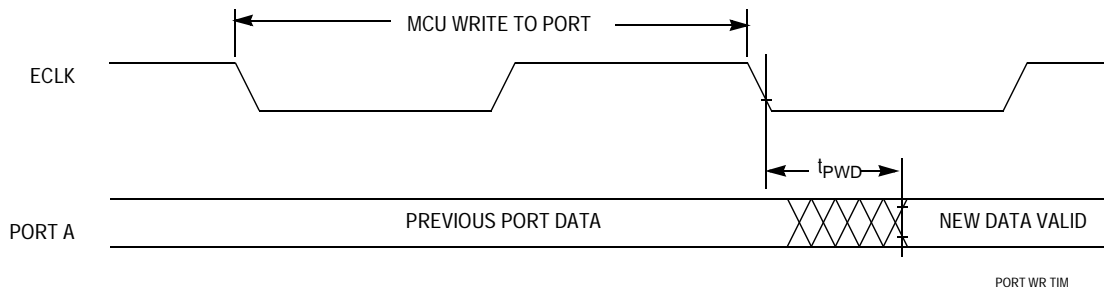 MCU WRITE TO PORT
ECLK
tPWD
PORT A
PREVIOUS PORT DATA
NEW DATA VALID
PORT WR TIM